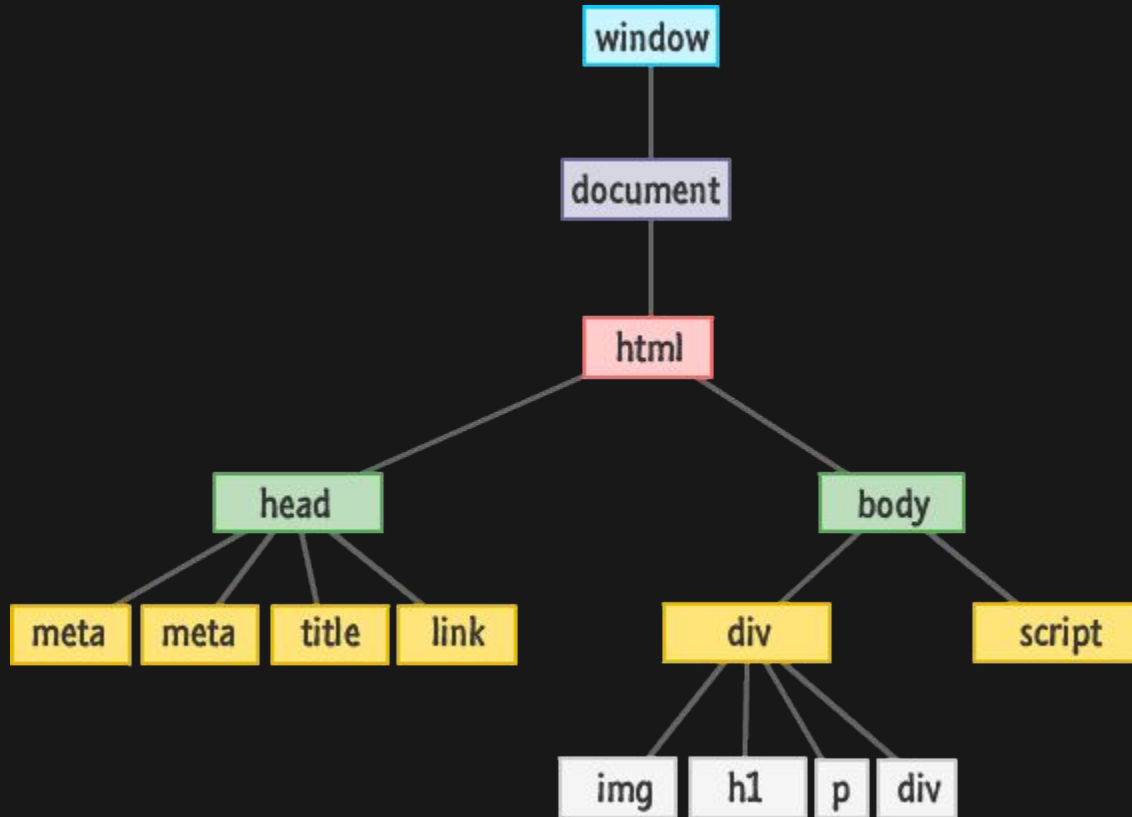 window
document
html
head body
meta meta title link div script
img h1 p div